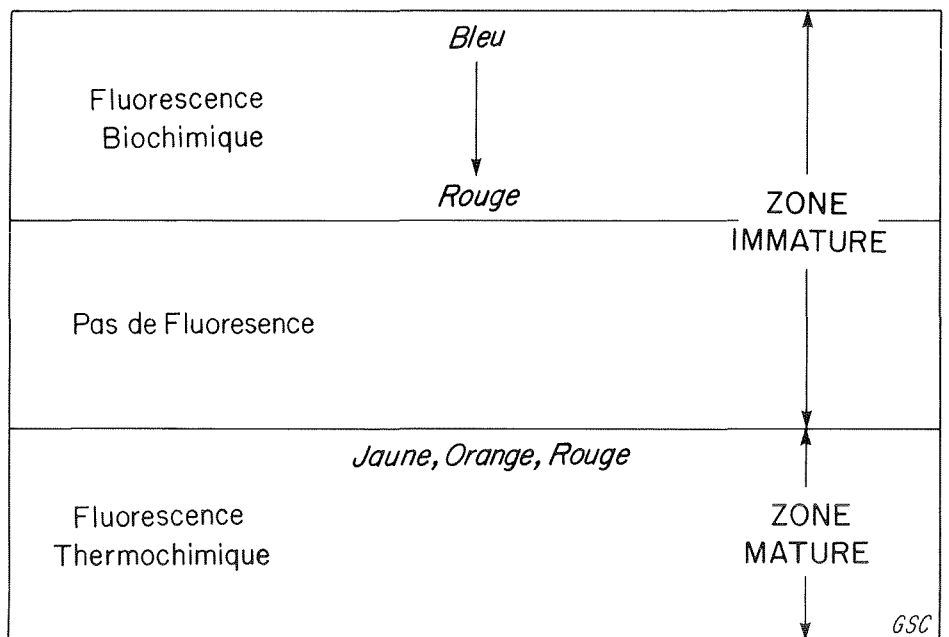 Bleu
Fluorescence
Biochimique
Rouge
ZONE
IMMATURE
Pas de Fluoresence
Jaune, Orange, Rouge
Fluorescence
Thermochimique
ZONE
MATURE
GSC